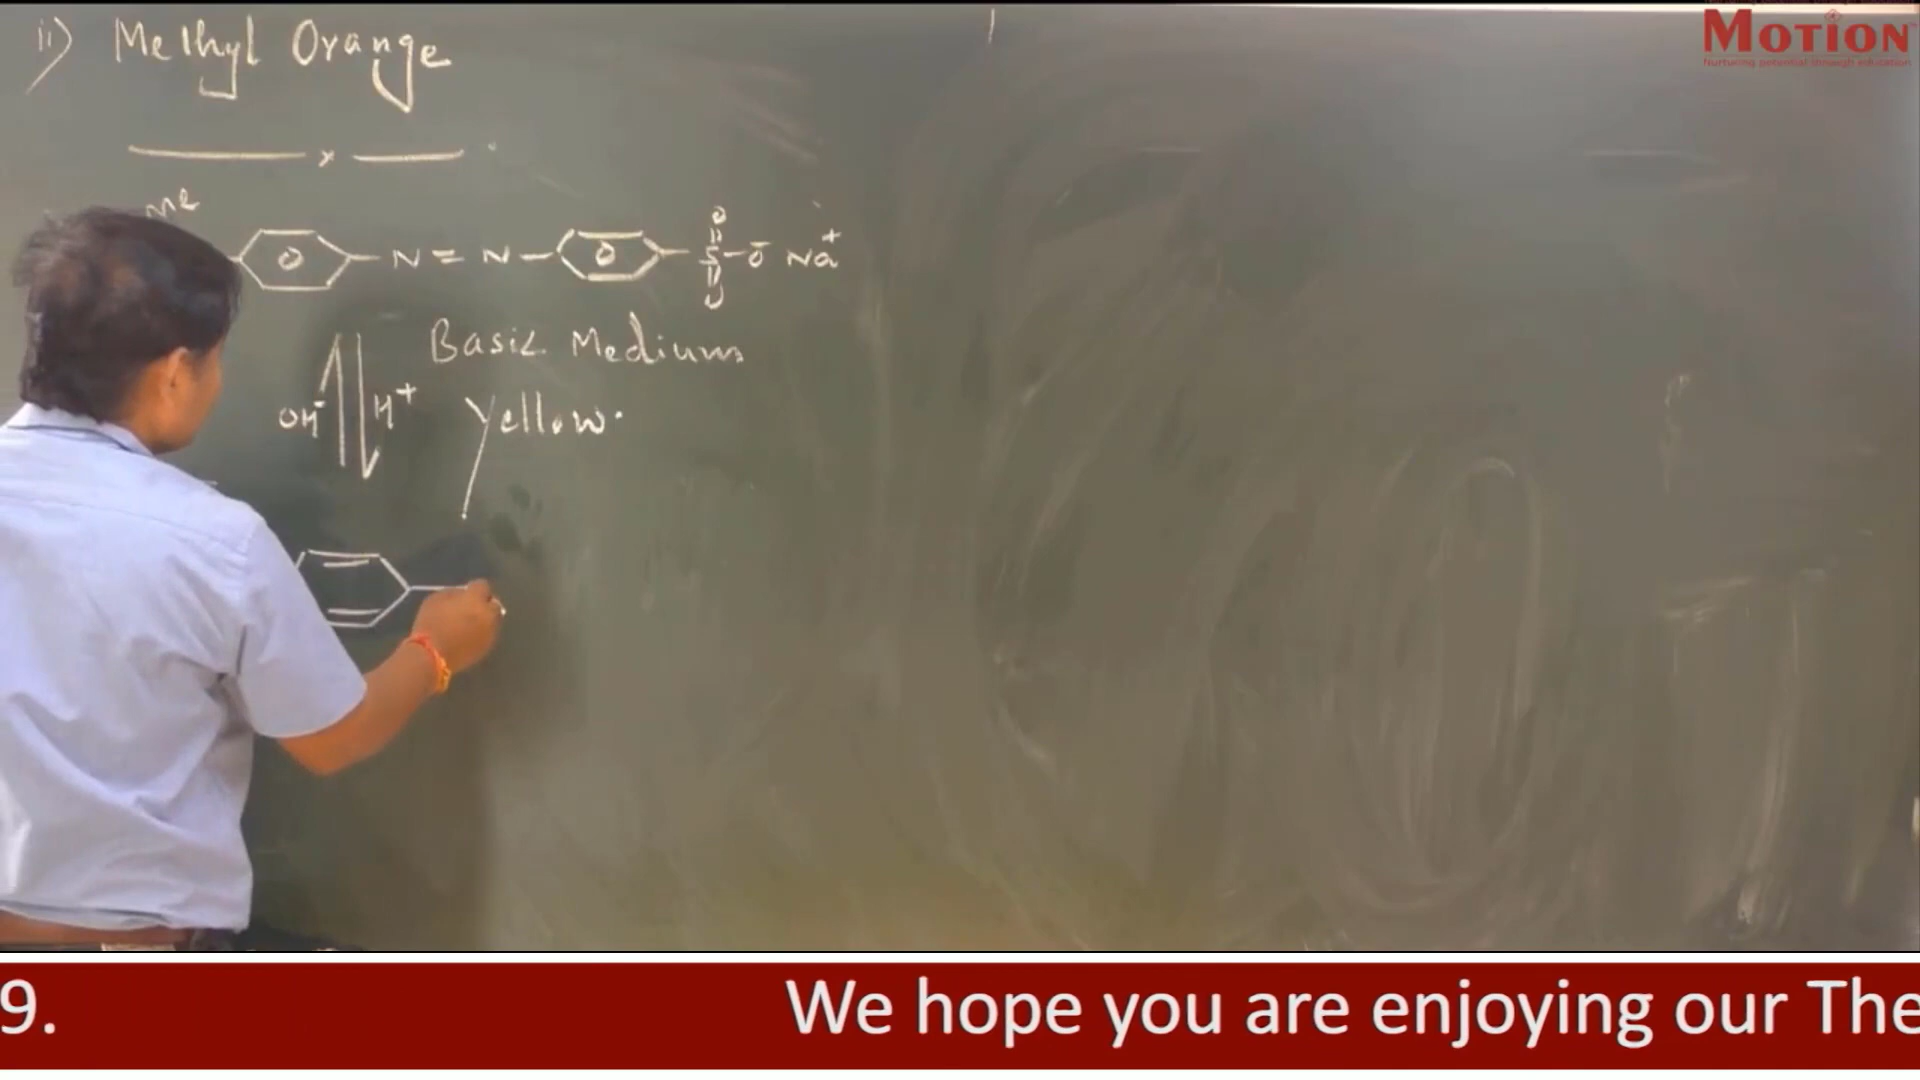 ii) Methyl Orange
x
Me
N = N
O
S - Ō Na⁺
O
Basic Medium
OH⁻ H⁺ Yellow.
MOTION
Nurturing potential through education
9. We hope you are enjoying our The